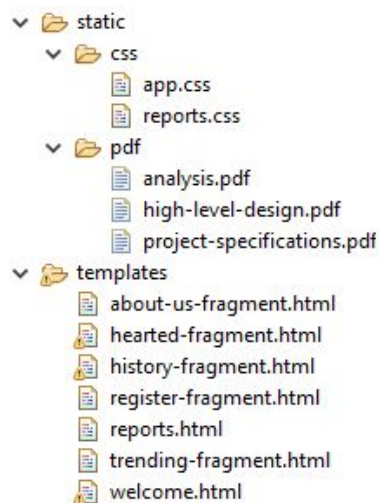 static
css
app.css
reports.css
pdf
analysis.pdf
high-level-design.pdf
project-specifications.pdf
templates
about-us-fragment.html
hearted-fragment.html
history-fragment.html
register-fragment.html
reports.html
trending-fragment.html
welcome.html